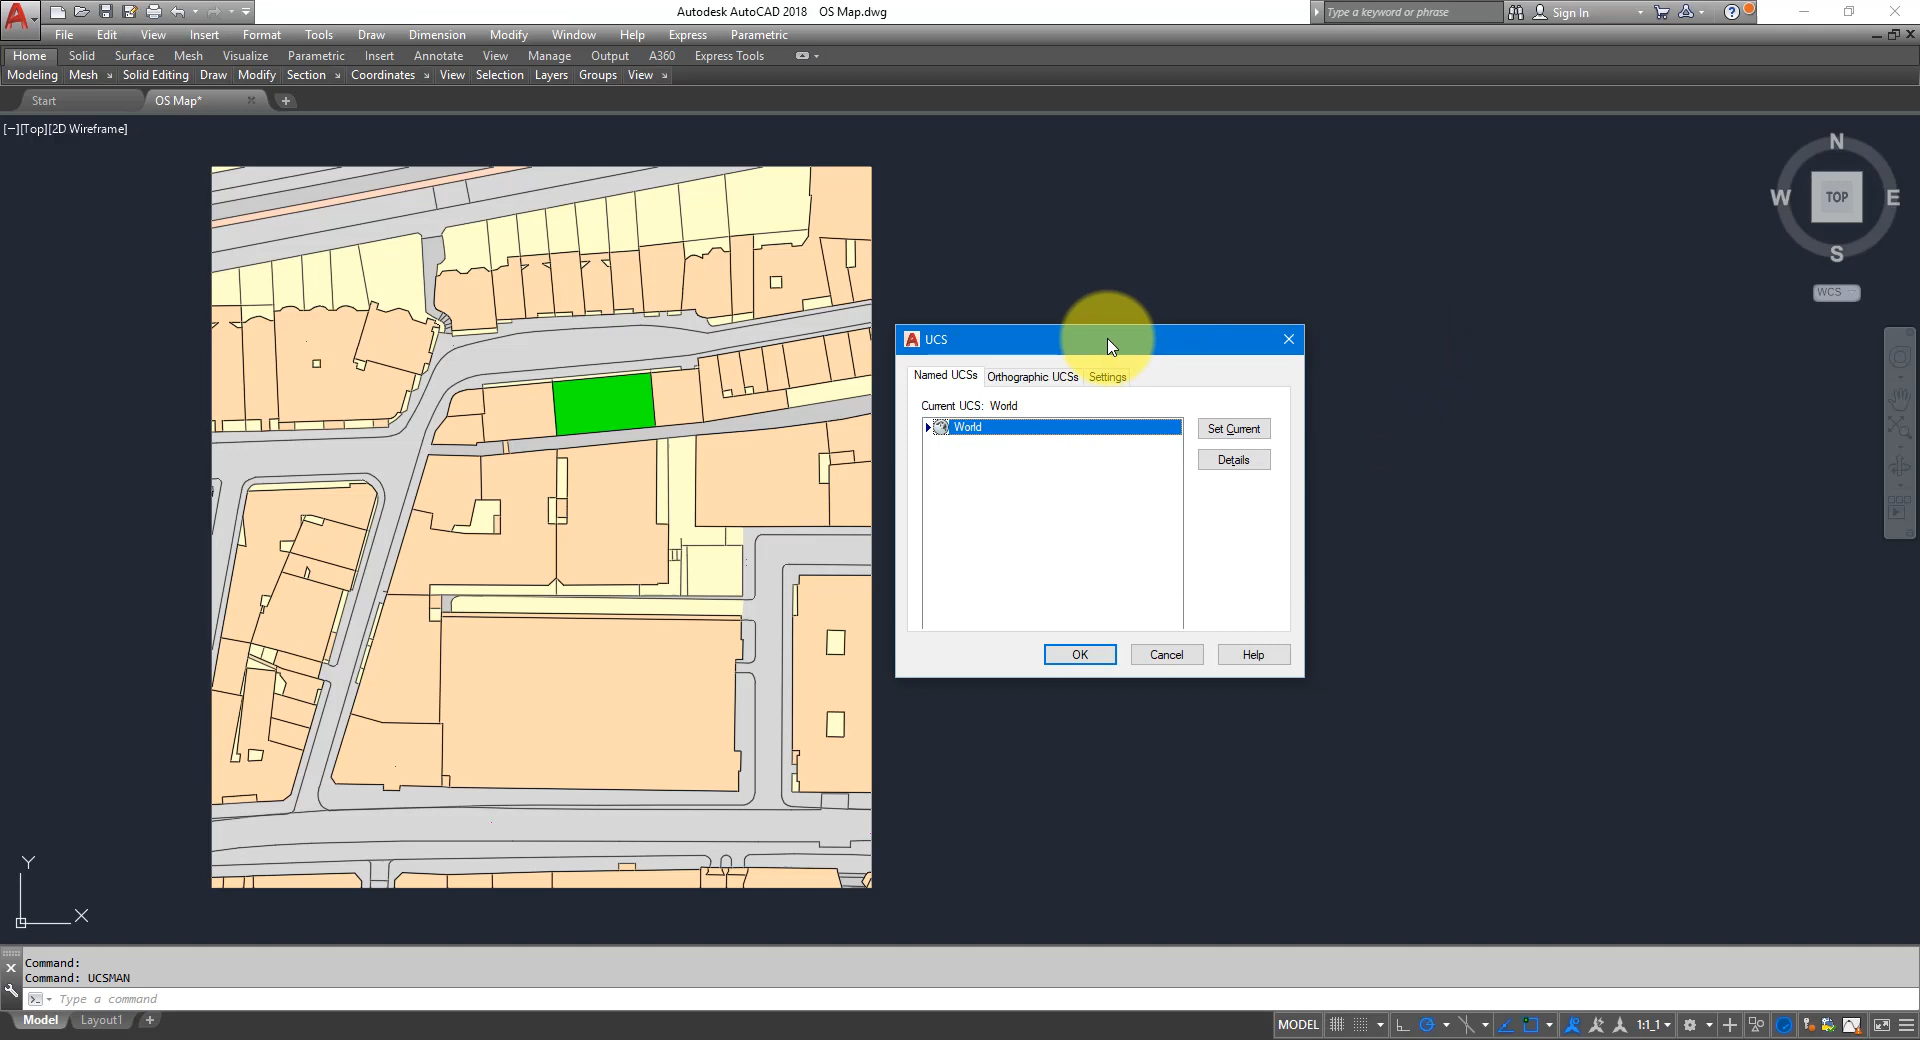 Autodesk AutoCAD 2018 OS Map.dwg
Type a keyword or phrase
Sign In
File Edit View Insert Format Tools Draw Dimension Modify Window Help Express Parametric
Home Solid Surface Mesh Visualize Parametric Insert Annotate View Manage Output A360 Express Tools
Modeling Mesh Solid Editing Draw Modify Section Coordinates View Selection Layers Groups View
Start OS Map*
[−][Top][2D Wireframe]
N
W TOP E
S
WCS
UCS
Named UCSs Orthographic UCSs Settings
Current UCS: World
World
Set Current
Details
OK Cancel Help
Y
X
Command:
Command: UCSMAN
Type a command
Model Layout1
MODEL 1:1_1